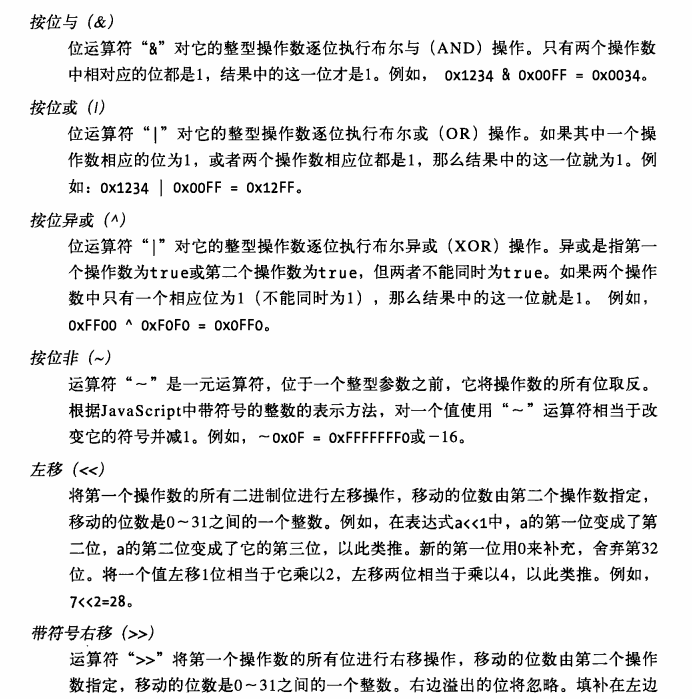 按位与（&）
位运算符“&”对它的整型操作数逐位执行布尔与（AND）操作。只有两个操作数
中相对应的位都是1，结果中的这一位才是1。例如， 0x1234 & 0x00FF = 0x0034。
按位或（|）
位运算符“|”对它的整型操作数逐位执行布尔或（OR）操作。如果其中一个操
作数相应的位为1，或者两个操作数相应位都是1，那么结果中的这一位就为1。例
如：0x1234 | 0x00FF = 0x12FF。
按位异或（^）
位运算符“|”对它的整型操作数逐位执行布尔异或（XOR）操作。异或是指第一
个操作数为true或第二个操作数为true，但两者不能同时为true。如果两个操作
数中只有一个相应位为1（不能同时为1），那么结果中的这一位就是1。 例如，
0xFF00 ^ 0xF0F0 = 0x0FF0。
按位非（~）
运算符“～”是一元运算符，位于一个整型参数之前，它将操作数的所有位取反。
根据JavaScript中带符号的整数的表示方法，对一个值使用“～”运算符相当于改
变它的符号并减1。例如，～0x0F = 0xFFFFFFF0或－16。
左移（<<）
将第一个操作数的所有二进制位进行左移操作，移动的位数由第二个操作数指定，
移动的位数是0～31之间的一个整数。例如，在表达式a<<1中，a的第一位变成了第
二位，a的第二位变成了它的第三位，以此类推。新的第一位用0来补充，舍弃第32
位。将一个值左移1位相当于它乘以2，左移两位相当于乘以4，以此类推。例如，
7<<2=28。
带符号右移（>>）
运算符“>>”将第一个操作数的所有位进行右移操作，移动的位数由第二个操作
数指定，移动的位数是0～31之间的一个整数。右边溢出的位将忽略。填补在左边